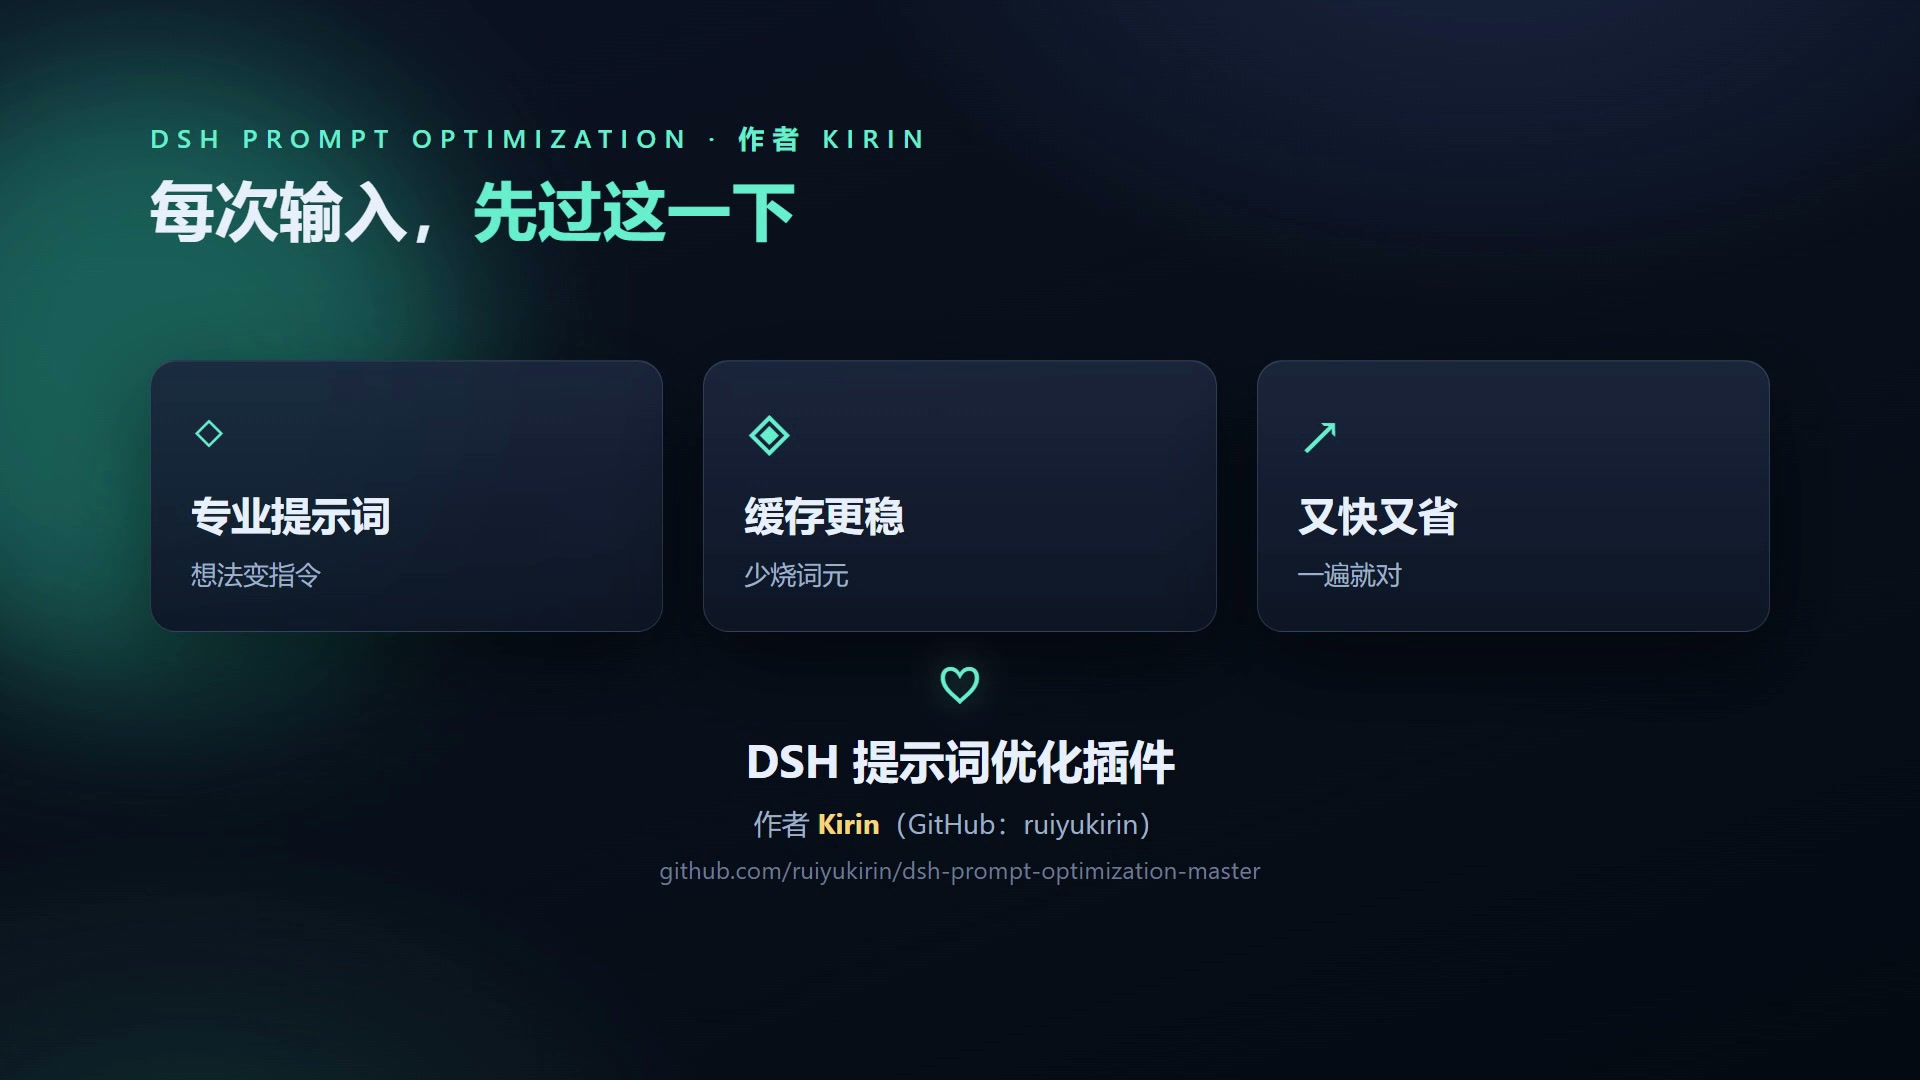 DSH PROMPT OPTIMIZATION · 作者 KIRIN
每次输入，先过这一下
专业提示词
想法变指令
缓存更稳
少烧词元
又快又省
一遍就对
DSH 提示词优化插件
作者 Kirin（GitHub：ruiyukirin）
github.com/ruiyukirin/dsh-prompt-optimization-master